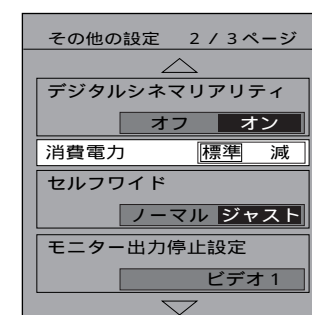 その他の設定 2/3ページ
デジタルシネマリアリティ
オフ オン
消費電力 標準 減
セルフワイド
ノーマル ジャスト
モニター出力停止設定
ビデオ1